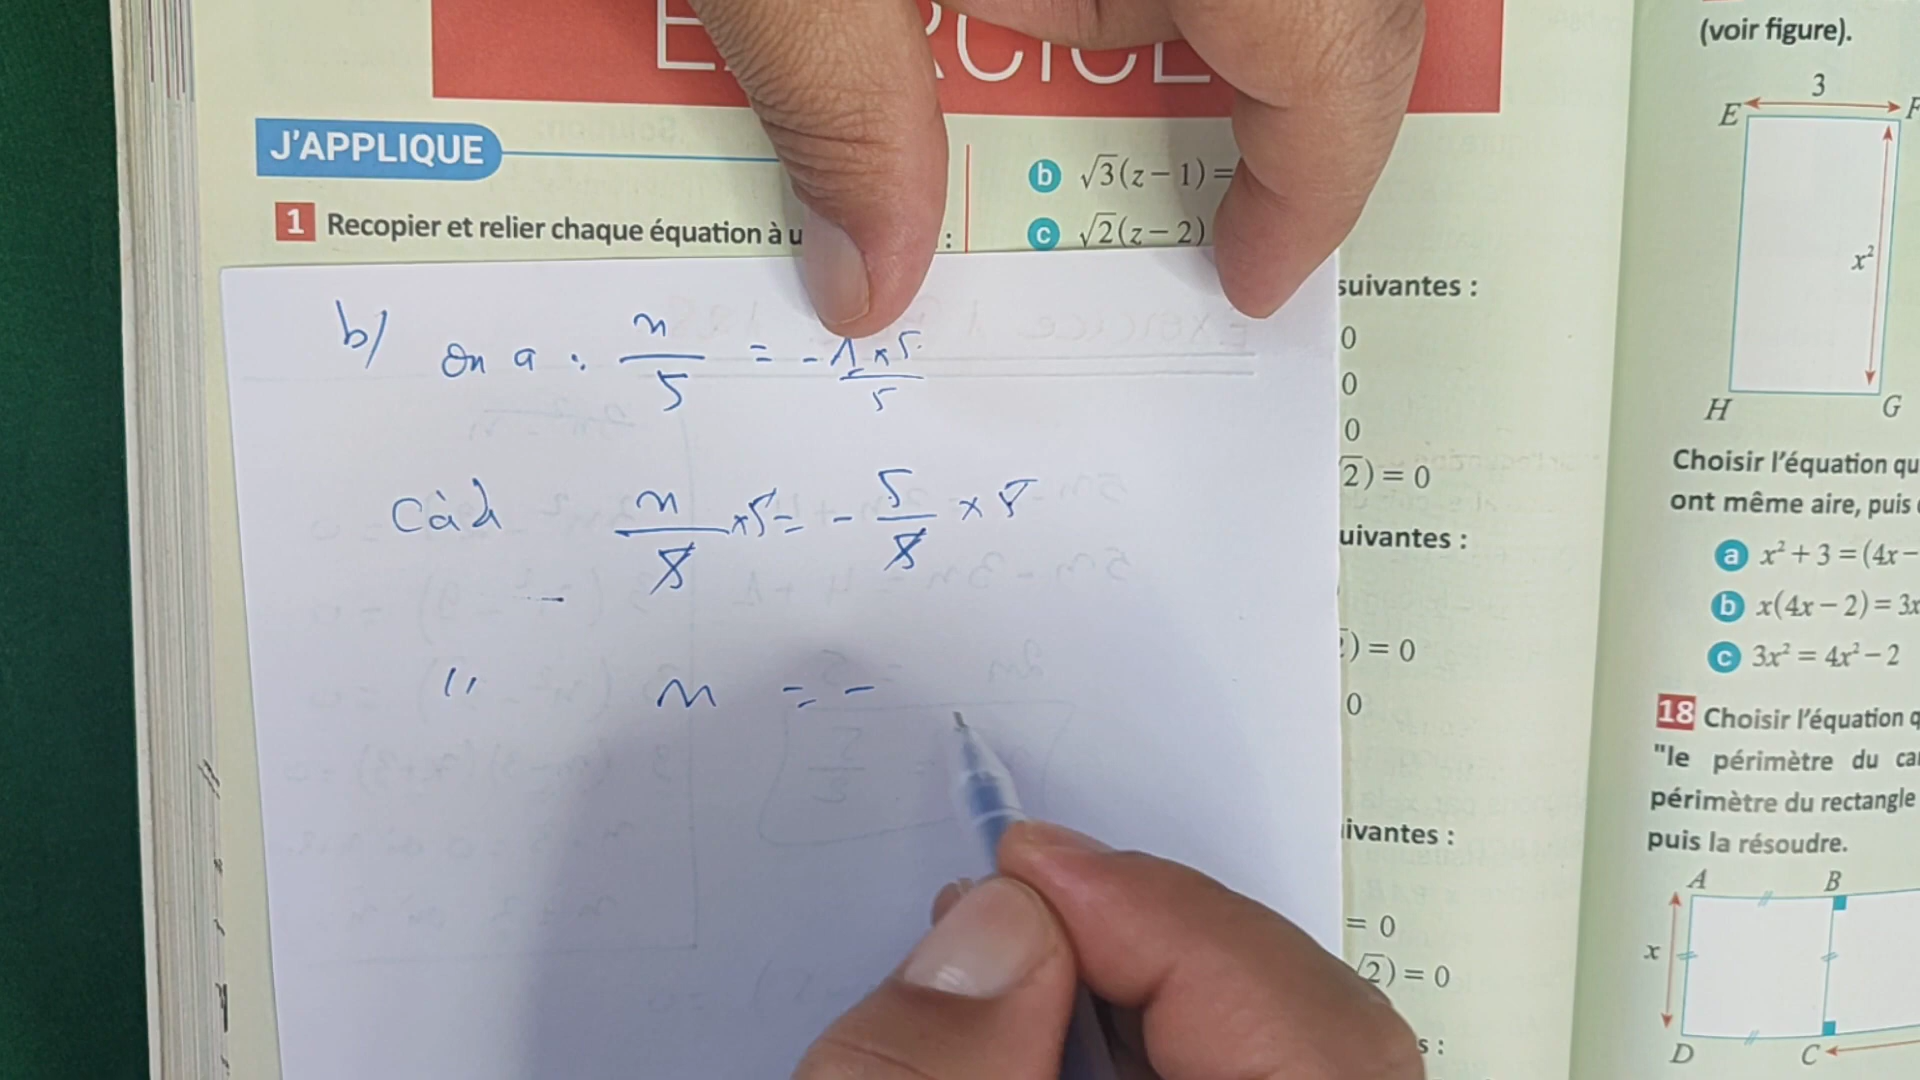 J'APPLIQUE
1 Recopier et relier chaque équation à
:
b √3(z – 1) =
c √2(z – 2)
b/ on a : x/5 = - 1×5/5
Càd x/5 ×5 = - 5/5 × 5
" x = -
suivantes :
0
0
0
2) = 0
uivantes :
) = 0
0
ivantes :
= 0
√2) = 0
s :
(voir figure).
3
E
F
x²
H
G
Choisir l'équation qu
ont même aire, puis
a x² + 3 = (4x –
b x(4x – 2) = 3x
c 3x² = 4x² – 2
18 Choisir l'équation q
"le périmètre du ca
périmètre du rectangle
puis la résoudre.
A
B
x
D
C